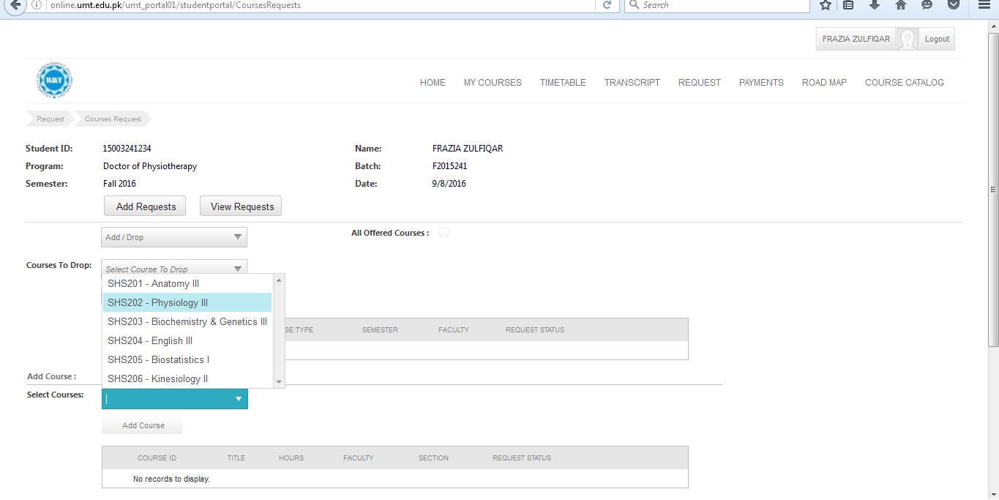 online.umt.edu.pk/umt_portal01/studentportal/CoursesRequests
Search
FRAZIA ZULFIQAR
Logout
UMT
HOME MY COURSES TIMETABLE TRANSCRIPT REQUEST PAYMENTS ROAD MAP COURSE CATALOG
Request Courses Request
Student ID: 15003241234 Name: FRAZIA ZULFIQAR
Program: Doctor of Physiotherapy Batch: F2015241
Semester: Fall 2016 Date: 9/8/2016
Add Requests View Requests
Add / Drop All Offered Courses :
Courses To Drop: Select Course To Drop
SHS201 - Anatomy III
SHS202 - Physiology III
SHS203 - Biochemistry & Genetics III
SHS204 - English III
SHS205 - Biostatistics I
SHS206 - Kinesiology II
SE TYPE SEMESTER FACULTY REQUEST STATUS
Add Course :
Select Courses:
Add Course
COURSE ID TITLE HOURS FACULTY SECTION REQUEST STATUS
No records to display.